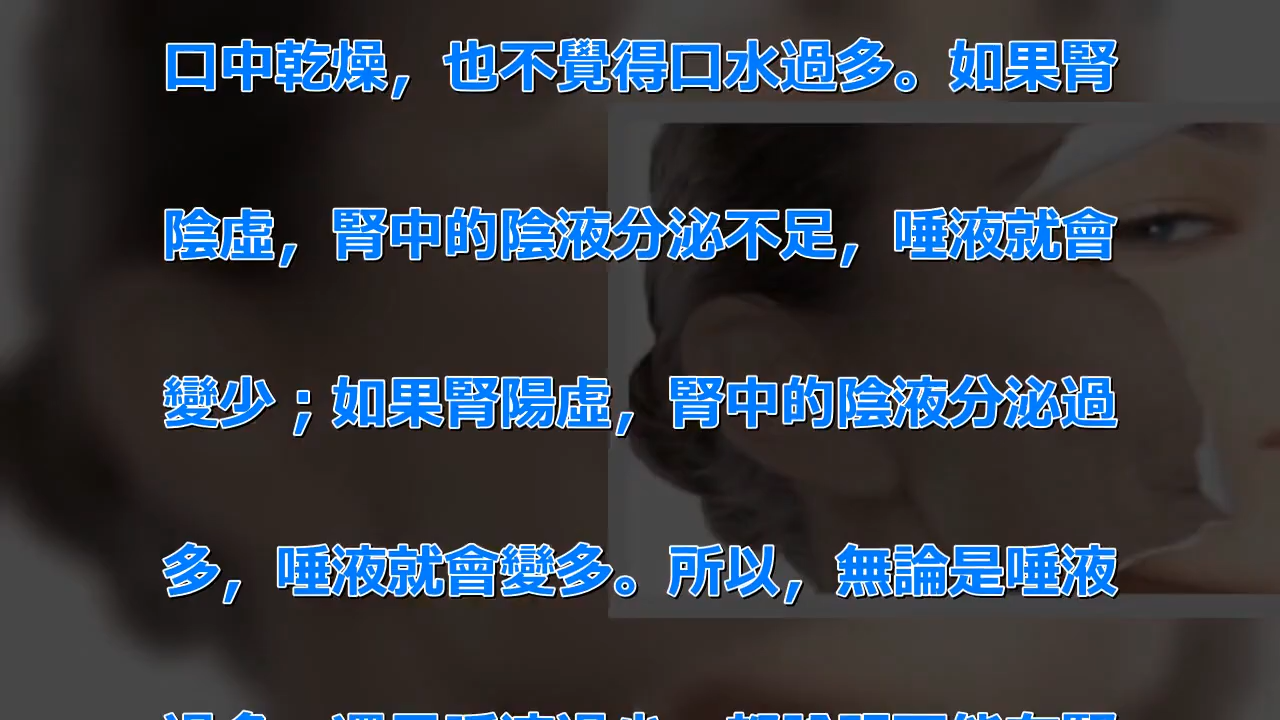 口中乾燥，也不覺得口水過多。如果腎
陰虛，腎中的陰液分泌不足，唾液就會
變少；如果腎陽虛，腎中的陰液分泌過
多，唾液就會變多。所以，無論是唾液